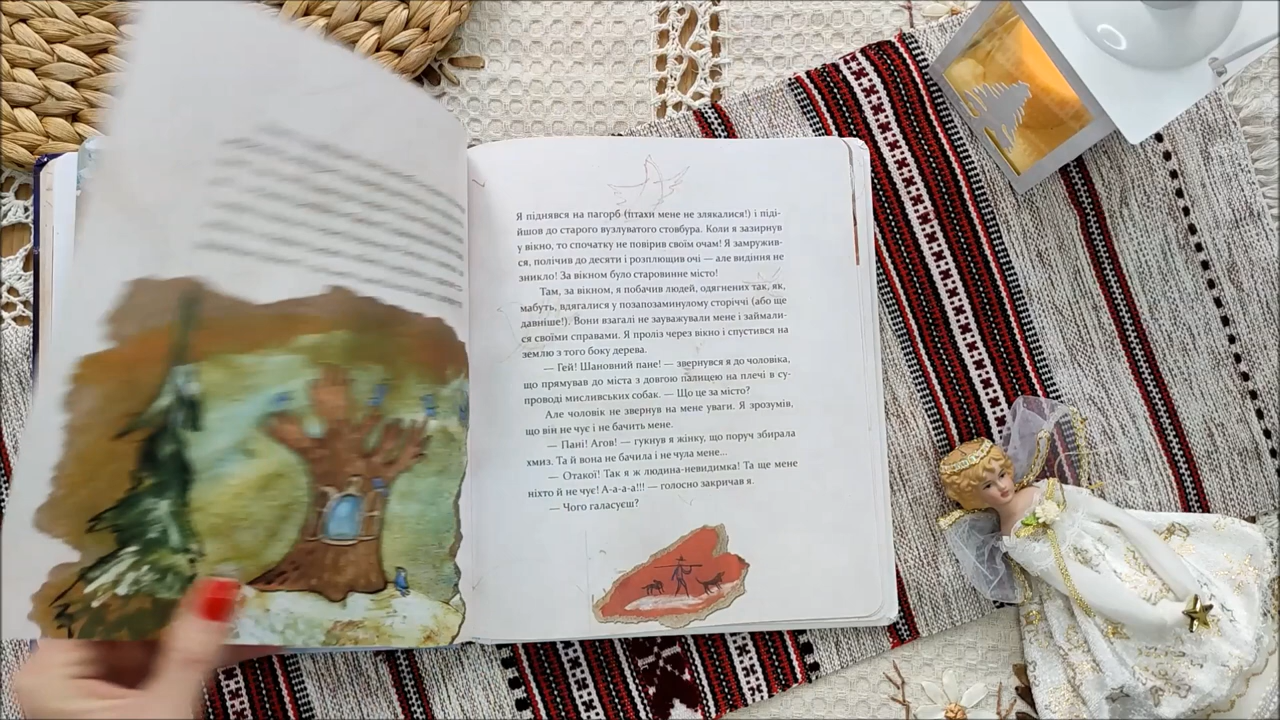 Я піднявся на пагорб (птахи мене не злякалися!) і піді-
йшов до старого вузлуватого стовбура. Коли я зазирнув
у вікно, то спочатку не повірив своїм очам! Я замружив-
ся, полічив до десяти і розплющив очі — але видіння не
зникло! За вікном було старовинне місто!
Там, за вікном, я побачив людей, одягнених так, як,
мабуть, вдягалися у позапозаминулому сторіччі (або ще
давніше!). Вони взагалі не зауважували мене і займали-
ся своїми справами. Я проліз через вікно і спустився на
землю з того боку дерева.
— Гей! Шановний пане! — звернувся я до чоловіка,
що прямував до міста з довгою палицею на плечі в су-
проводі мисливських собак. — Що це за місто?
Але чоловік не звернув на мене уваги. Я зрозумів,
що він не чує і не бачить мене.
— Пані! Агов! — гукнув я жінку, що поруч збирала
хмиз. Та й вона не бачила і не чула мене...
— Отакої! Так я ж людина-невидимка! Та ще мене
ніхто й не чує! А-а-а-а!!! — голосно закричав я.
— Чого галасуєш?